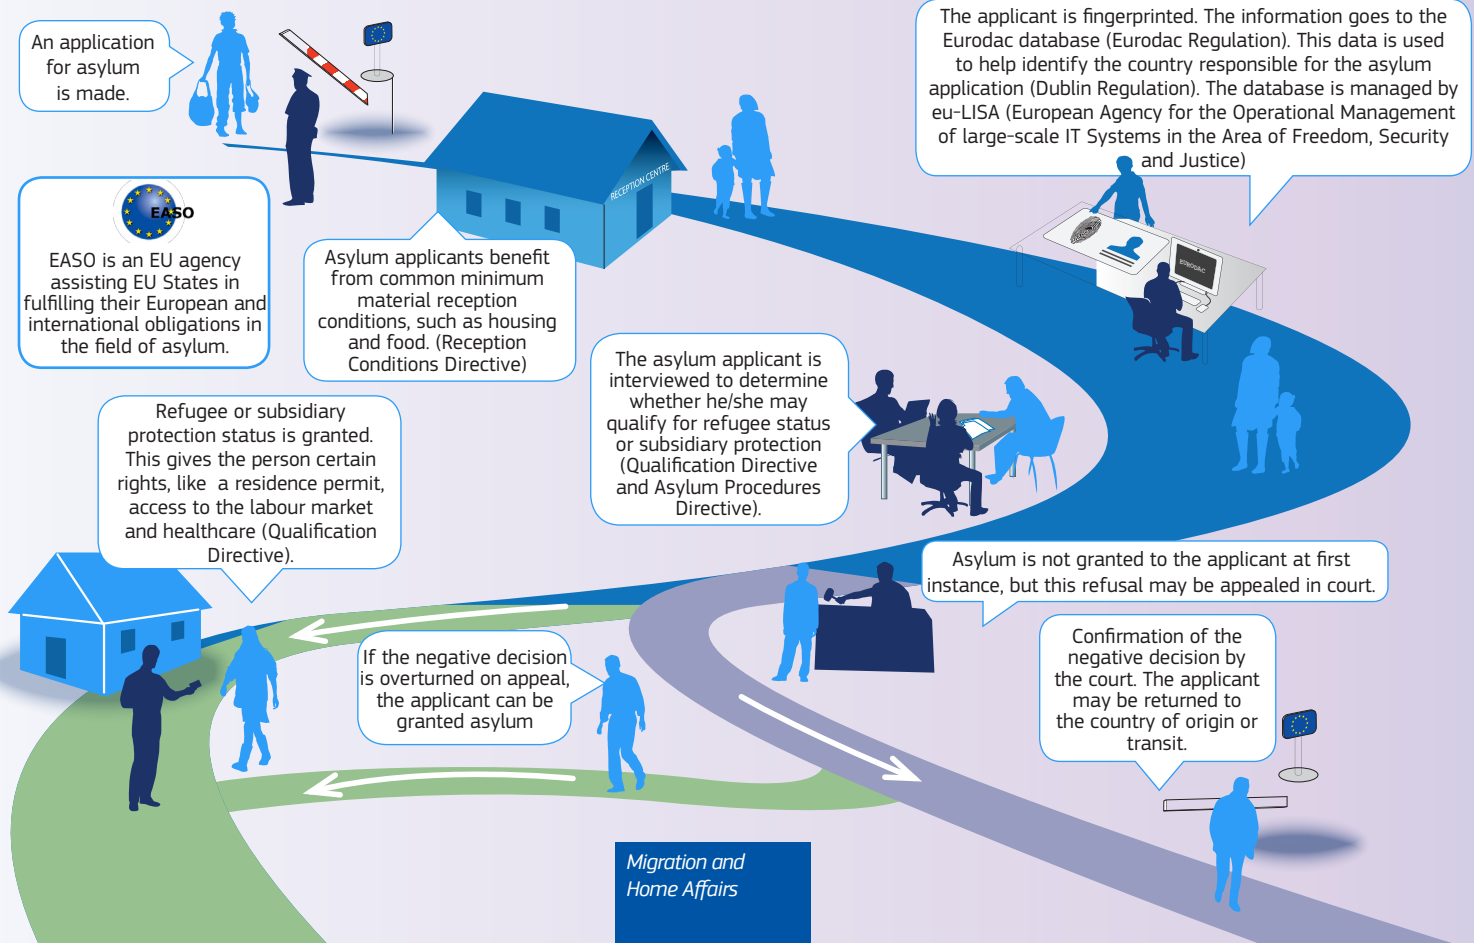 An application
for asylum
is made.
The applicant is fingerprinted. The information goes to the
Eurodac database (Eurodac Regulation). This data is used
to help identify the country responsible for the asylum
application (Dublin Regulation). The database is managed by
eu-LISA (European Agency for the Operational Management
of large-scale IT Systems in the Area of Freedom, Security
and Justice)
RECEPTION CENTRE
EURODAC
EASO
EASO is an EU agency
assisting EU States in
fulfilling their European and
international obligations in
the field of asylum.
Asylum applicants benefit
from common minimum
material reception
conditions, such as housing
and food. (Reception
Conditions Directive)
The asylum applicant is
interviewed to determine
whether he/she may
qualify for refugee status
or subsidiary protection
(Qualification Directive
and Asylum Procedures
Directive).
Refugee or subsidiary
protection status is granted.
This gives the person certain
rights, like a residence permit,
access to the labour market
and healthcare (Qualification
Directive).
Asylum is not granted to the applicant at first
instance, but this refusal may be appealed in court.
If the negative decision
is overturned on appeal,
the applicant can be
granted asylum
Confirmation of the
negative decision by
the court. The applicant
may be returned to
the country of origin or
transit.
Migration and
Home Affairs